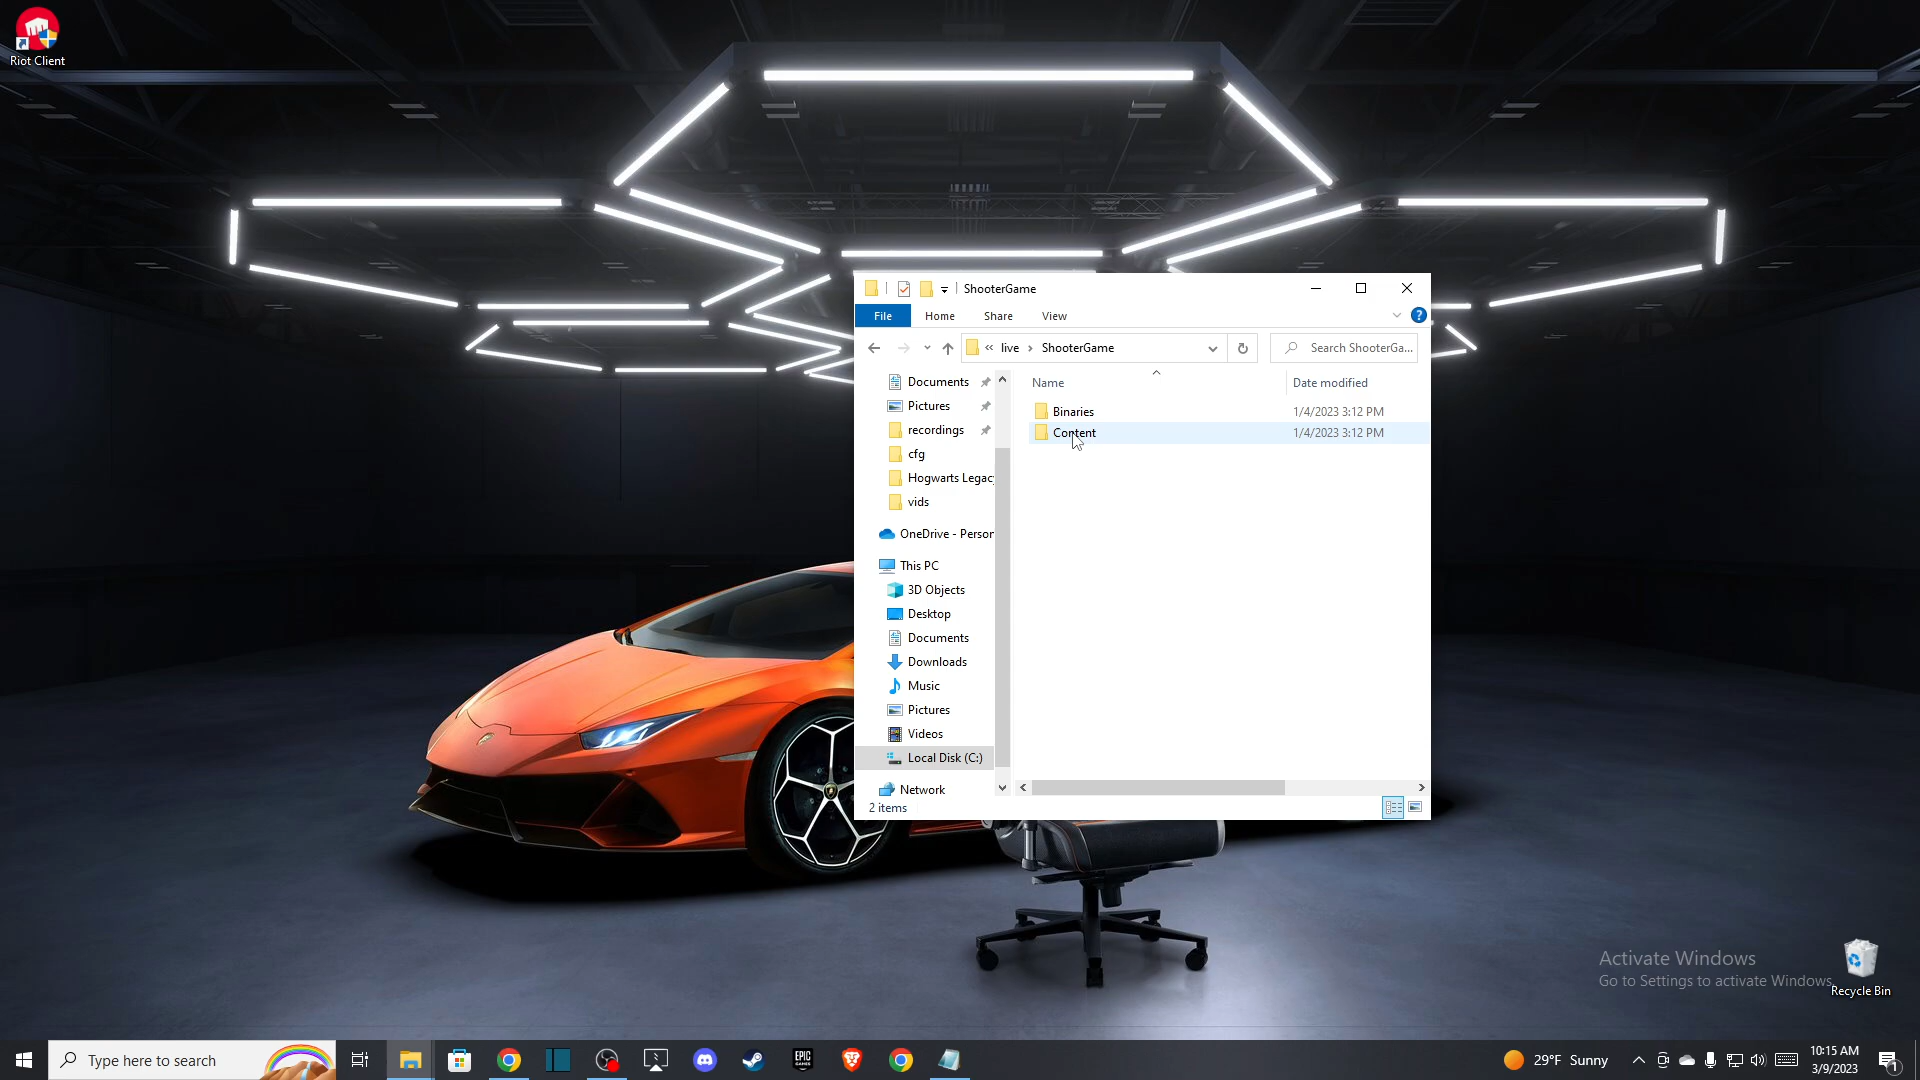 Riot Client
ShooterGame
File
Home
Share
View
?
«
live
ShooterGame
Search ShooterGa...
Documents
Pictures
recordings
cfg
Hogwarts Legac
vids
OneDrive - Person
This PC
3D Objects
Desktop
Documents
Downloads
Music
Pictures
Videos
Local Disk (C:)
Network
Name
Date modified
Binaries
1/4/2023 3:12 PM
Content
1/4/2023 3:12 PM
2 items
Activate Windows
Go to Settings to activate Windows.
Recycle Bin
Type here to search
EPIC
GAMES
29°F Sunny
10:15 AM
3/9/2023
1